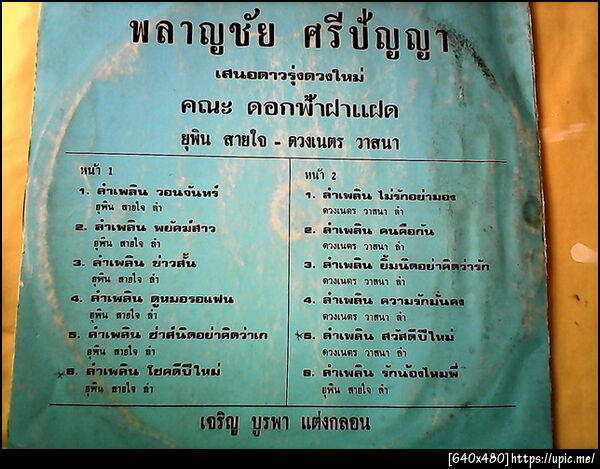 พลาญชัย ศรีปัญญา
เสนอดาวรุ่งดวงใหม่
คณะ ดอกฟ้าฝาแฝด
ยุพิน สายใจ - ดวงเนตร วาสนา
หน้า 1
1. ลำเพลิน วอนจันทร์
ยุพิน สายใจ ลำ
2. ลำเพลิน พยัคฆ์สาว
ยุพิน สายใจ ลำ
3. ลำเพลิน ข่าวสั้น
ยุพิน สายใจ ลำ
4. ลำเพลิน ดูหมอรอแฟน
ยุพิน สายใจ ลำ
5. ลำเพลิน ซ่าส์นิดอย่าคิดว่าเก
ยุพิน สายใจ ลำ
*6. ลำเพลิน โชคดีปีใหม่
ยุพิน สายใจ ลำ
หน้า 2
1. ลำเพลิน ไม่รักอย่ามอง
ดวงเนตร วาสนา ลำ
2. ลำเพลิน คนคือกัน
ดวงเนตร วาสนา ลำ
3. ลำเพลิน ยิ้มนิดอย่าคิดว่ารัก
ดวงเนตร วาสนา ลำ
4. ลำเพลิน ความรักมั่นคง
ดวงเนตร วาสนา ลำ
*5. ลำเพลิน สวัสดีปีใหม่
ดวงเนตร วาสนา ลำ
6. ลำเพลิน รักน้องไหมพี่
ยุพิน สายใจ ลำ
เจริญ บูรพา แต่งกลอน
[640x480]https://upic.me/